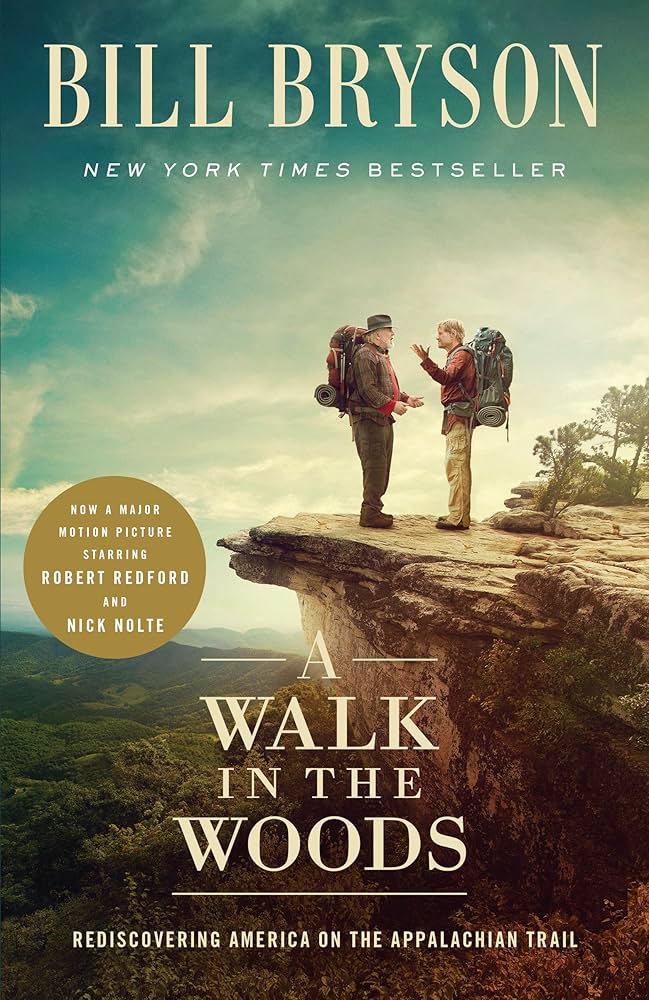 BILL BRYSON
NEW YORK TIMES BESTSELLER
NOW A MAJOR
MOTION PICTURE
STARRING
ROBERT REDFORD
AND
NICK NOLTE
A
WALK
IN THE
WOODS
REDISCOVERING AMERICA ON THE APPALACHIAN TRAIL